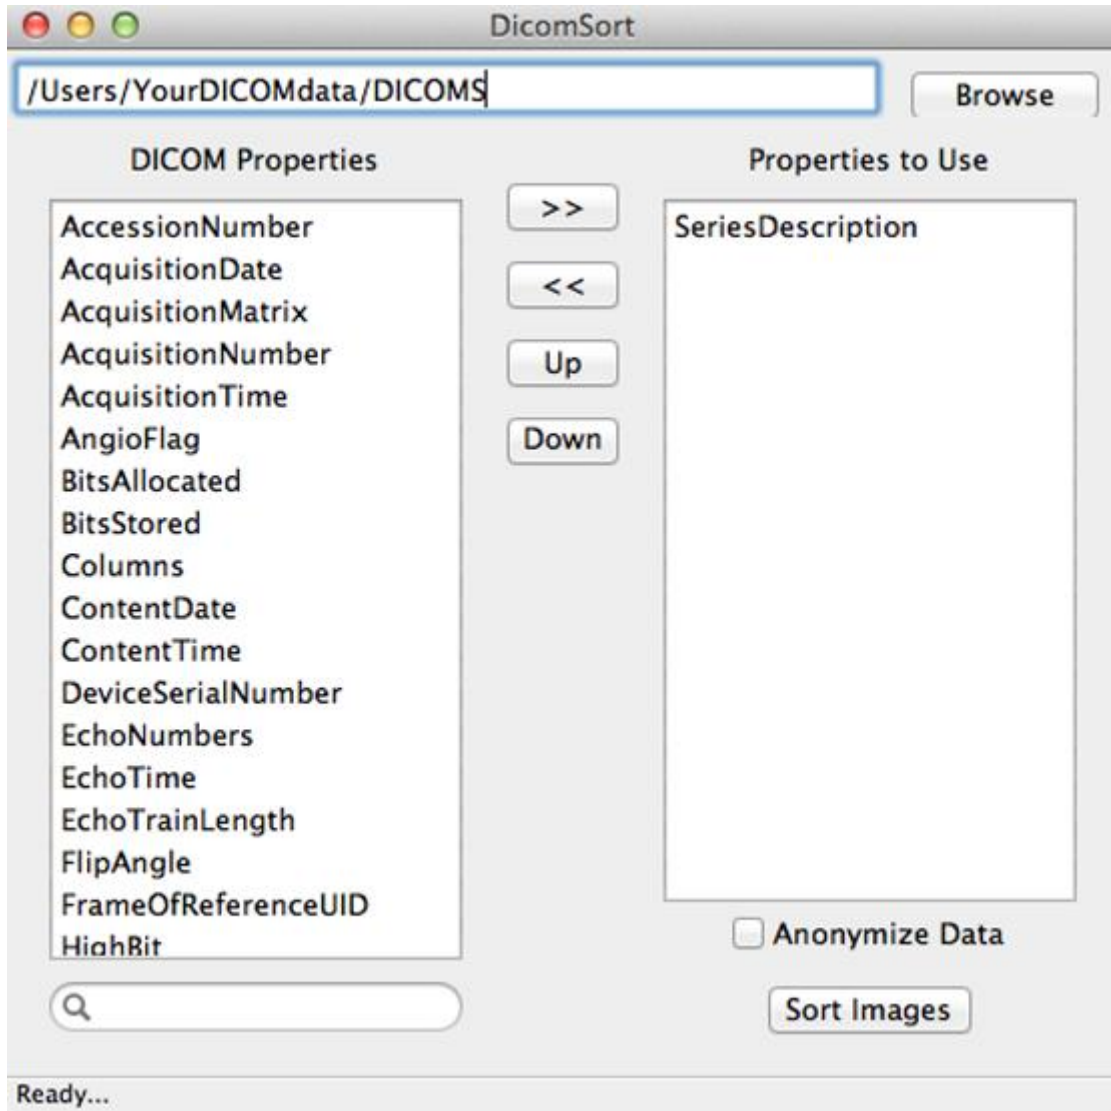 DicomSort
/Users/YourDICOMdata/DICOMS
Browse
DICOM Properties
Properties to Use
AccessionNumber
AcquisitionDate
AcquisitionMatrix
AcquisitionNumber
AcquisitionTime
AngioFlag
BitsAllocated
BitsStored
Columns
ContentDate
ContentTime
DeviceSerialNumber
EchoNumbers
EchoTime
EchoTrainLength
FlipAngle
FrameOfReferenceUID
HighBit
>>
<<
Up
Down
SeriesDescription
Anonymize Data
Sort Images
Ready...